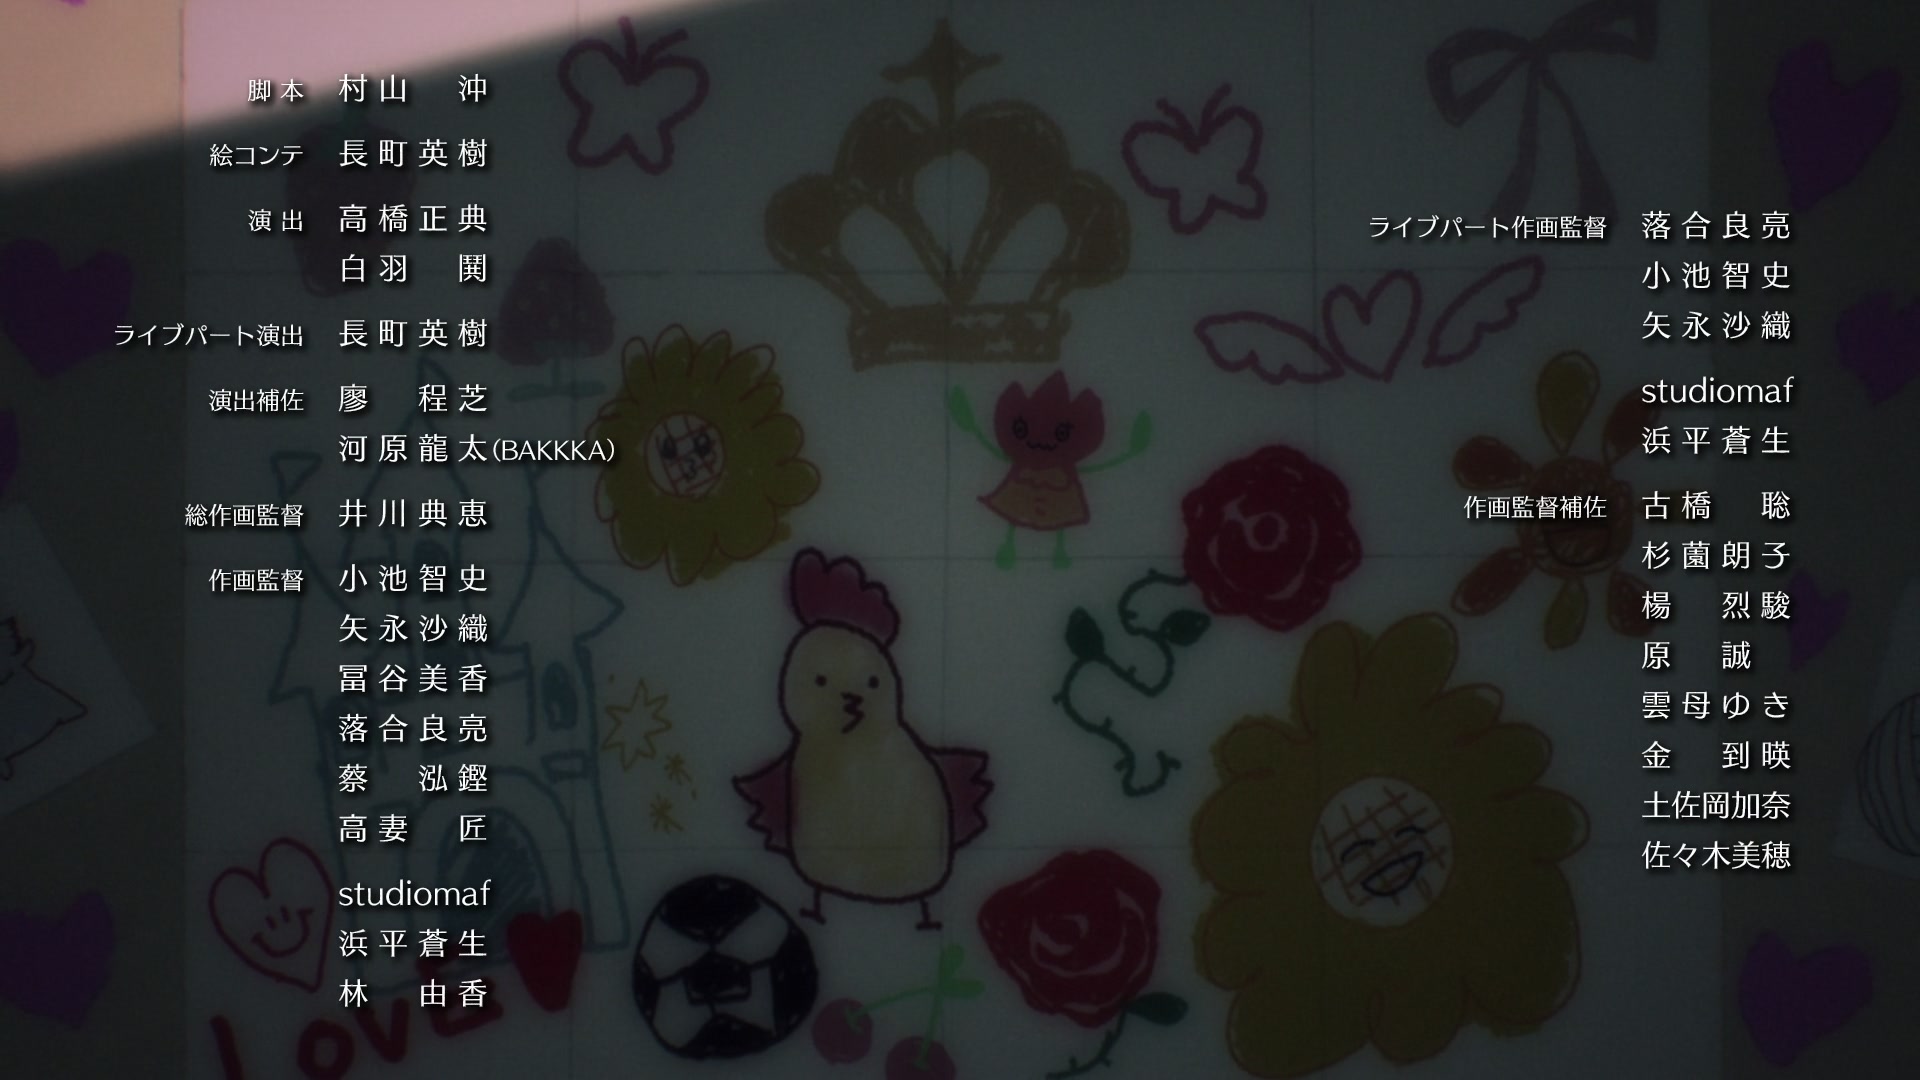 脚本 村山 沖
絵コンテ 長町英樹
演出 高橋正典
白羽 鬨
ライブパート演出 長町英樹
演出補佐 廖 程芝
河原龍太(BAKKKA)
総作画監督 井川典恵
作画監督 小池智史
矢永沙織
冨谷美香
落合良亮
蔡 泓鏗
高妻 匠
studiomaf
浜平蒼生
林 由香
ライブパート作画監督 落合良亮
小池智史
矢永沙織
studiomaf
浜平蒼生
作画監督補佐 古橋 聡
杉薗朗子
楊 烈駿
原 誠
雲母ゆき
金 到暎
土佐岡加奈
佐々木美穂
LOVE